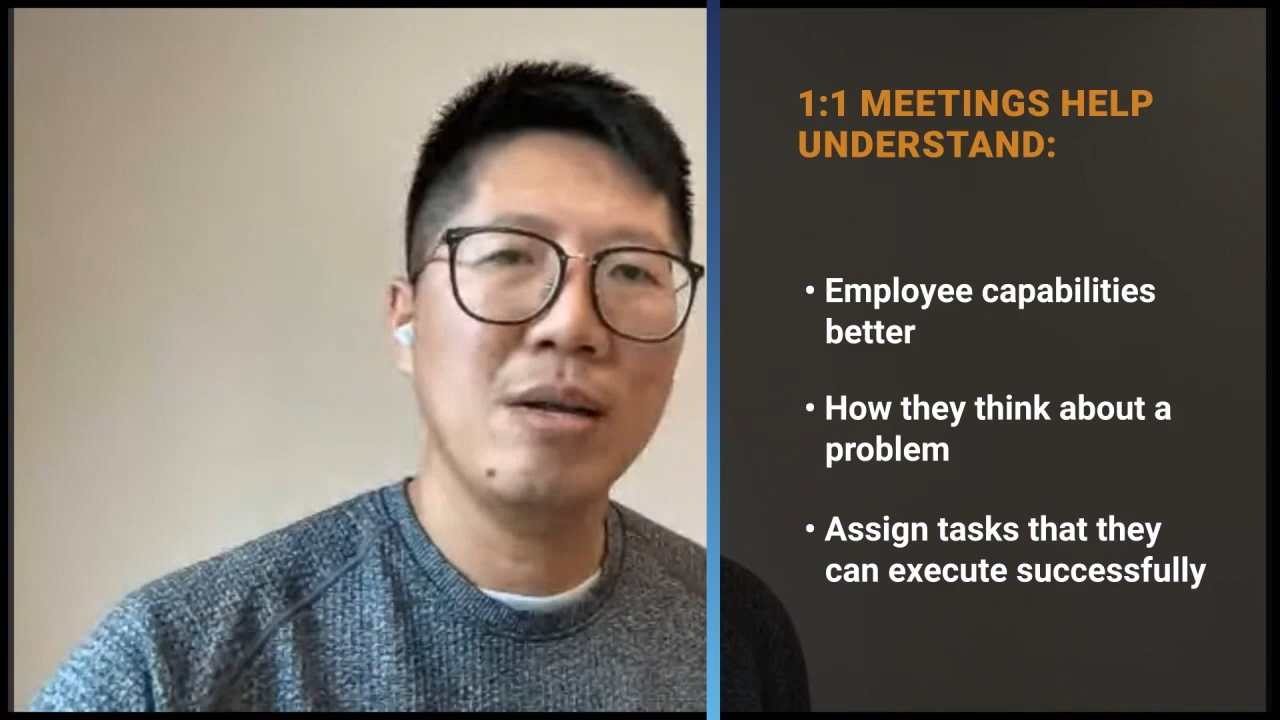 1:1 MEETINGS HELP
UNDERSTAND:
• Employee capabilities
better
• How they think about a
problem
• Assign tasks that they
can execute successfully